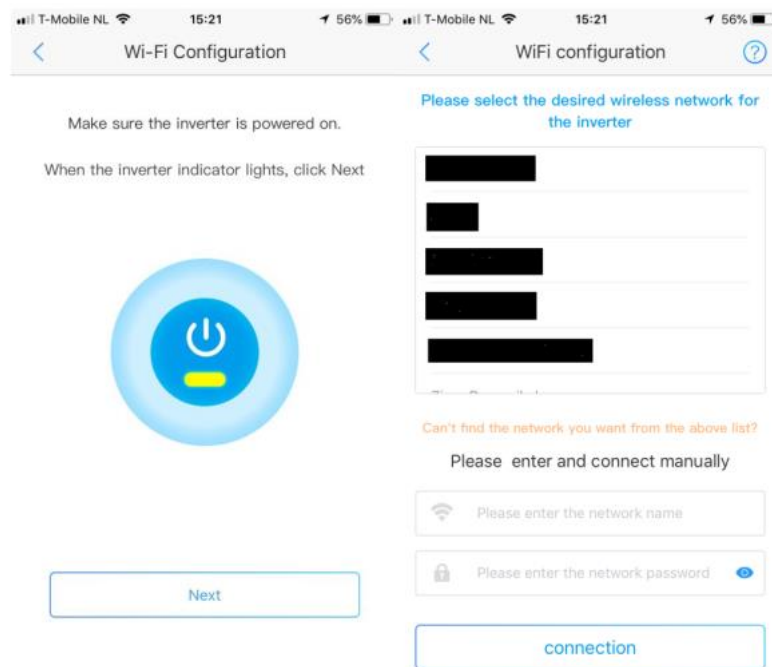 T-Mobile NL 15:21 56%
Wi-Fi Configuration
Make sure the inverter is powered on.
When the inverter indicator lights, click Next
Next
T-Mobile NL 15:21 56%
WiFi configuration
?
Please select the desired wireless network for
the inverter
Can't find the network you want from the above list?
Please enter and connect manually
Please enter the network name
Please enter the network password
connection